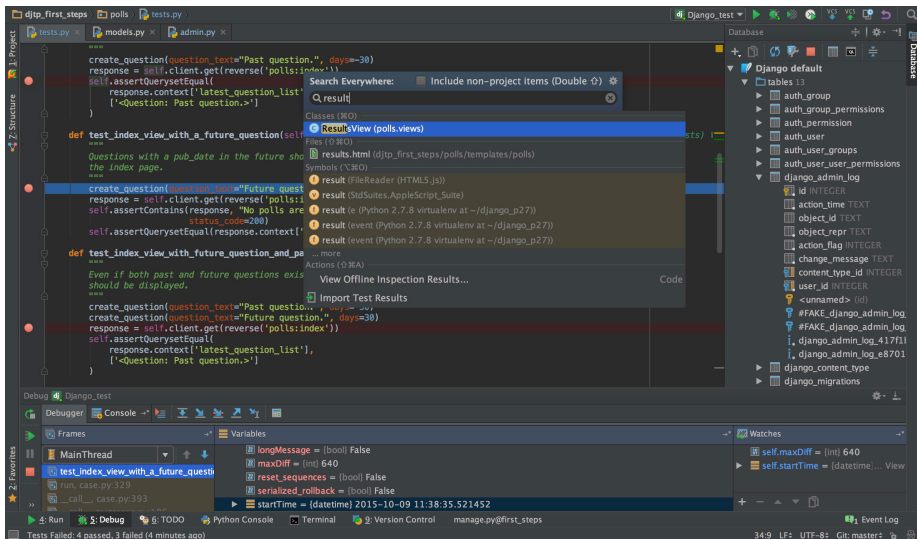 djtp_first_steps polls tests.py
Django_test
VCS VCS
tests.py models.py admin.py
Database
1: Project
Z: Structure
2: Favorites
Database
"""
create_question(question_text="Past question.", days=-30)
response = self.client.get(reverse('polls:index'))
self.assertQuerysetEqual(
response.context['latest_question_list'
['<Question: Past question.>']
)
def test_index_view_with_a_future_question(self
"""
Questions with a pub_date in the future sho
the index page.
"""
create_question(question_text="Future quest
response = self.client.get(reverse('polls:i
self.assertContains(response, "No polls are
status_code=200)
self.assertQuerysetEqual(response.context['
def test_index_view_with_future_question_and_pa
"""
Even if both past and future questions exis
should be displayed.
"""
create_question(question_text="Past question.", days=-30)
create_question(question_text="Future question.", days=30)
response = self.client.get(reverse('polls:index'))
self.assertQuerysetEqual(
response.context['latest_question_list'],
['<Question: Past question.>']
)
Search Everywhere: Include non-project items (Double ⇧)
result
Classes (⌘O)
ResultsView (polls.views)
Files (⇧⌘O)
results.html (djtp_first_steps/polls/templates/polls)
Symbols (⌥⌘O)
result (FileReader (HTML5.js))
result (StdSuites.AppleScript_Suite)
result (e (Python 2.7.8 virtualenv at ~/django_p27))
result (event (Python 2.7.8 virtualenv at ~/django_p27))
result (event (Python 2.7.8 virtualenv at ~/django_p27))
... more
Actions (⇧⌘A)
View Offline Inspection Results... Code
Import Test Results
Django default
tables 13
auth_group
auth_group_permissions
auth_permission
auth_user
auth_user_groups
auth_user_user_permissions
django_admin_log
id INTEGER
action_time TEXT
object_id TEXT
object_repr TEXT
action_flag INTEGER
change_message TEXT
content_type_id INTEGER
user_id INTEGER
<unnamed> (id)
#FAKE_django_admin_log_
#FAKE_django_admin_log_
django_admin_log_417f1
django_admin_log_e8701
django_content_type
django_migrations
Debug Django_test
Debugger Console
Frames
MainThread
test_index_view_with_a_future_questi
run, case.py:329
__call__, case.py:393
Variables
longMessage = {bool} False
maxDiff = {int} 640
reset_sequences = {bool} False
serialized_rollback = {bool} False
startTime = {datetime} 2015-10-09 11:38:35.521452
Watches
self.maxDiff = {int} 640
self.startTime = {datetime}... View
4: Run 5: Debug 6: TODO Python Console Terminal 9: Version Control manage.py@first_steps Event Log
Tests Failed: 4 passed, 3 failed (4 minutes ago) 34:9 LF÷ UTF-8÷ Git: master÷